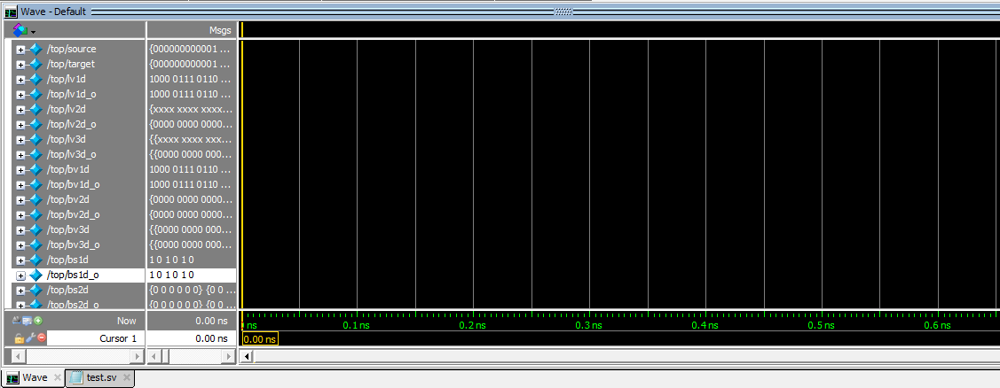 Wave - Default
Msgs
/top/source {000000000001 ...
/top/target {000000000001 ...
/top/lv1d 1000 0111 0110 ...
/top/lv1d_o 1000 0111 0110 ...
/top/lv2d {xxxx xxxx xxxx...
/top/lv2d_o {0000 0000 0000...
/top/lv3d {{xxxx xxxx xxx...
/top/lv3d_o {{0000 0000 000...
/top/bv1d 1000 0111 0110 ...
/top/bv1d_o 1000 0111 0110 ...
/top/bv2d {0000 0000 0000...
/top/bv2d_o {0000 0000 0000...
/top/bv3d {{0000 0000 000...
/top/bv3d_o {{0000 0000 000...
/top/bs1d 1 0 1 0 1 0
/top/bs1d_o 1 0 1 0 1 0
/top/bs2d {0 0 0 0 0 0} {0 0 ...
/top/bs2d_o {0 0 0 0 0 0} {0 0 ...
Now 0.00 ns ns 0.1 ns 0.2 ns 0.3 ns 0.4 ns 0.5 ns 0.6 ns
Cursor 1 0.00 ns 0.00 ns
Wave test.sv